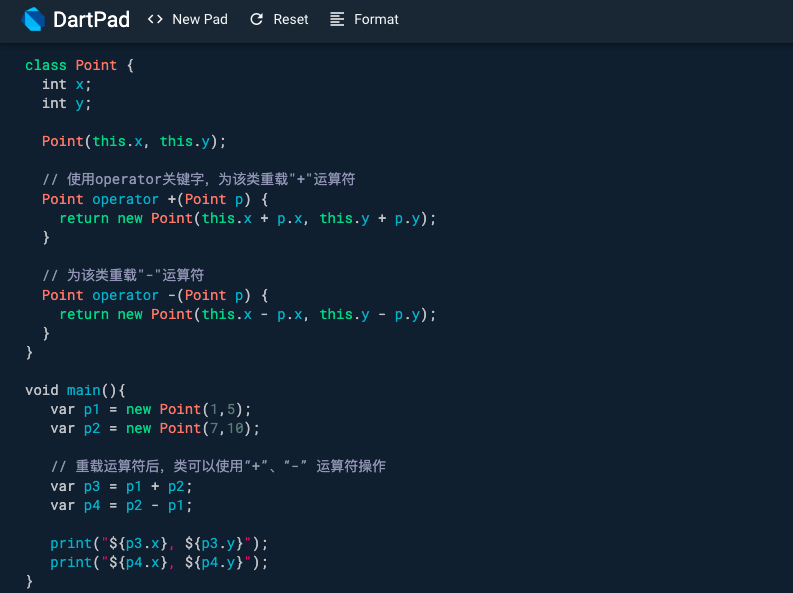 DartPad <> New Pad Reset Format
class Point {
  int x;
  int y;

  Point(this.x, this.y);

  // 使用operator关键字，为该类重载"+"运算符
  Point operator +(Point p) {
    return new Point(this.x + p.x, this.y + p.y);
  }

  // 为该类重载"-"运算符
  Point operator -(Point p) {
    return new Point(this.x - p.x, this.y - p.y);
  }
}

void main(){
   var p1 = new Point(1,5);
   var p2 = new Point(7,10);

   // 重载运算符后，类可以使用“+”、“-” 运算符操作
   var p3 = p1 + p2;
   var p4 = p2 - p1;

   print("${p3.x}, ${p3.y}");
   print("${p4.x}, ${p4.y}");
}